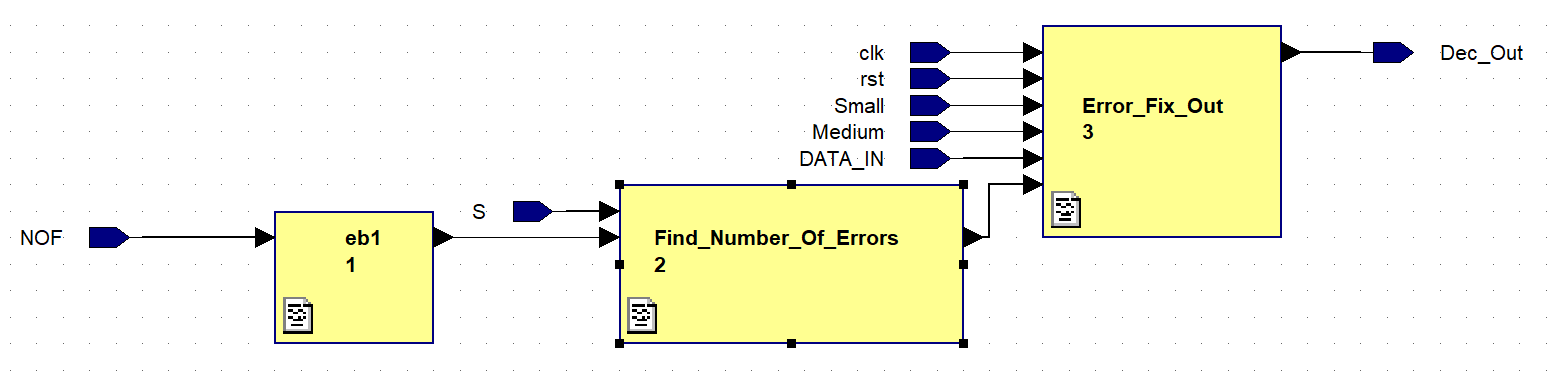 clk
rst
Small
Medium
DATA_IN
Error_Fix_Out
3
Dec_Out
NOF
eb1
1
S
Find_Number_Of_Errors
2